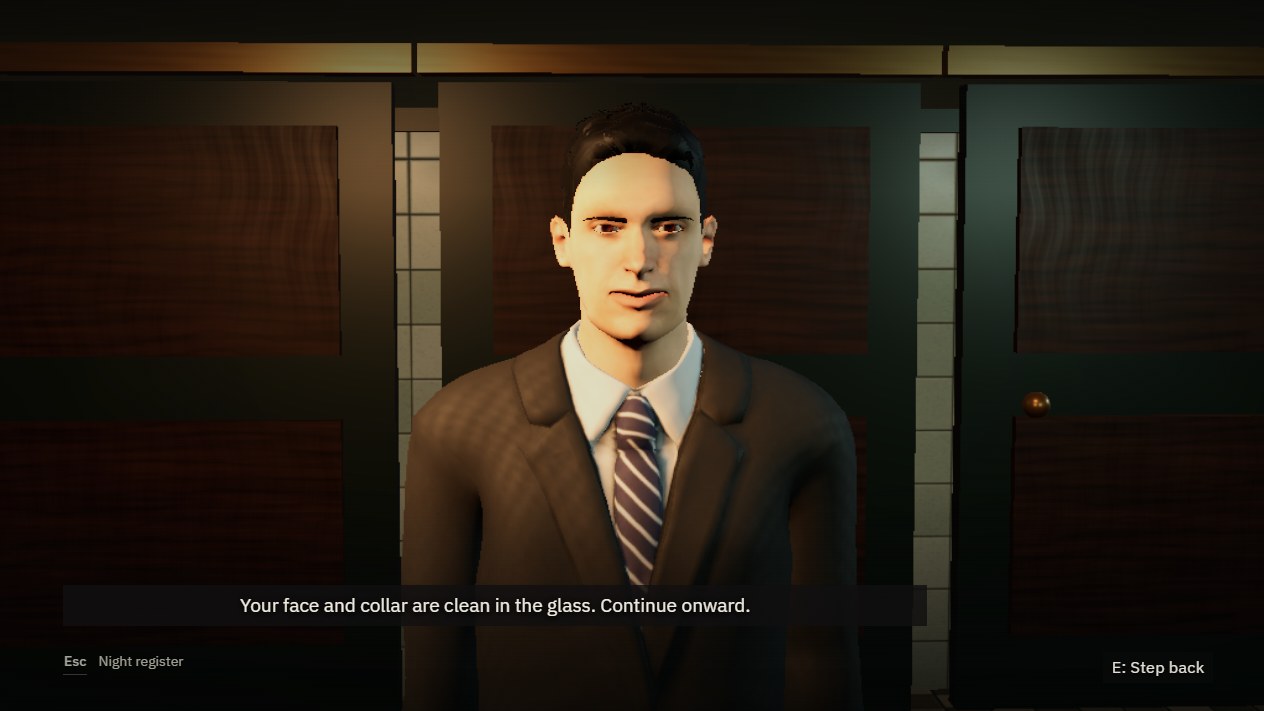 Your face and collar are clean in the glass. Continue onward.
Esc Night register
E: Step back